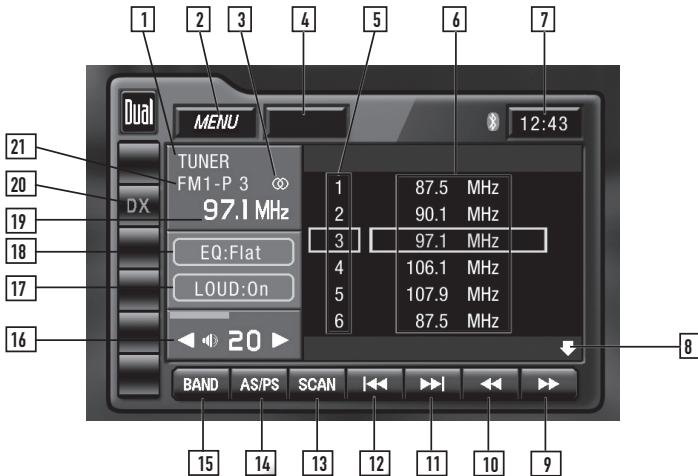 1 2 3 4 5 6 7
Dual MENU 12:43
21 TUNER
FM1-P 3
20 DX
19 97.1 MHz
18 EQ:Flat
17 LOUD:On
16 20
1 87.5 MHz
2 90.1 MHz
3 97.1 MHz
4 106.1 MHz
5 107.9 MHz
6 87.5 MHz
8
BAND AS/PS SCAN
15 14 13 12 11 10 9